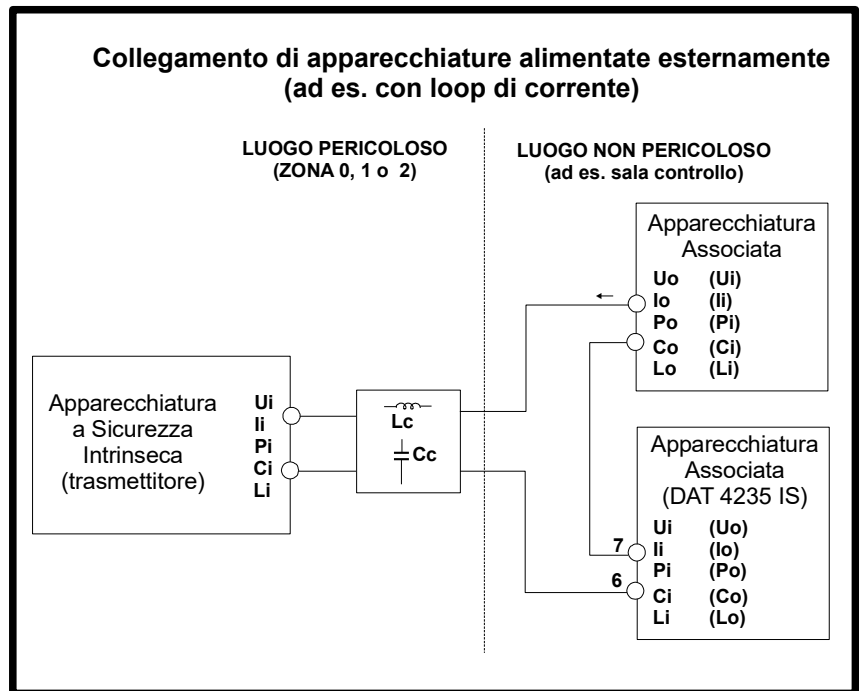 Collegamento di apparecchiature alimentate esternamente
(ad es. con loop di corrente)
LUOGO PERICOLOSO
(ZONA 0, 1 o  2)
LUOGO NON PERICOLOSO
(ad es. sala controllo)
Apparecchiatura
Associata
Uo (Ui)
Io (Ii)
Po (Pi)
Co (Ci)
Lo (Li)
Apparecchiatura
a Sicurezza
Intrinseca
(trasmettitore)
Ui
Ii
Pi
Ci
Li
Lc
Cc
Apparecchiatura
Associata
(DAT 4235 IS)
Ui (Uo)
7 Ii (Io)
Pi (Po)
6 Ci (Co)
Li (Lo)